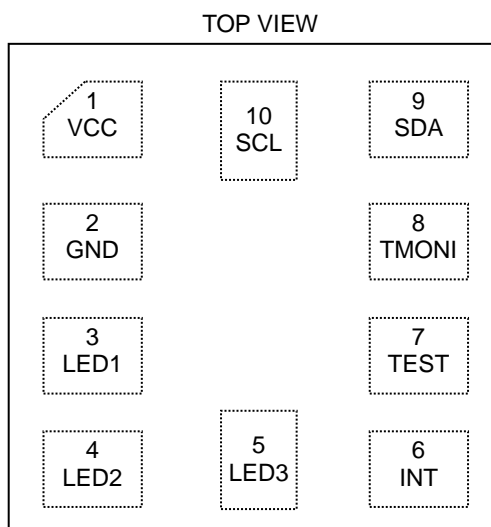 TOP VIEW
1
VCC
10
SCL
9
SDA
2
GND
8
TMONI
3
LED1
7
TEST
4
LED2
5
LED3
6
INT